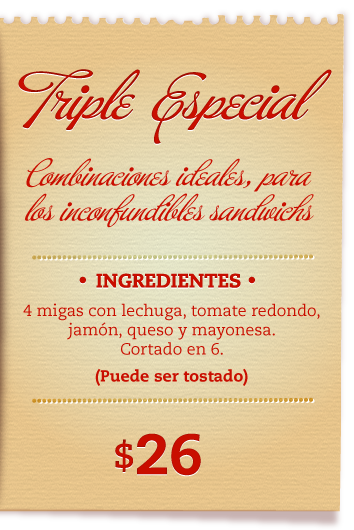 Triple Especial
Combinaciones ideales, para
los inconfundibles sandwichs
• INGREDIENTES •
4 migas con lechuga, tomate redondo,
jamón, queso y mayonesa.
Cortado en 6.
(Puede ser tostado)
$26